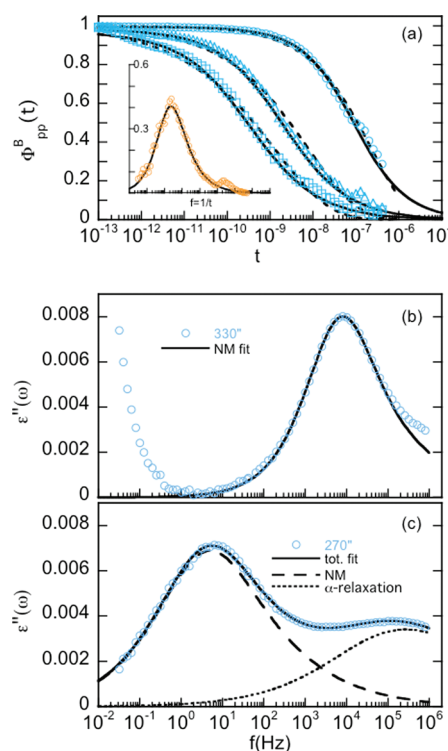 (a)
Φ^B_pp(t)
1
0.8
0.6
0.4
0.2
0
0.6
0.3
0
f=1/t
10^-13 10^-12 10^-11 10^-10 10^-9 10^-8 10^-7 10^-6 10^-5
t
(b)
ε"(ω)
0.008
0.006
0.004
0.002
0
330"
NM fit
(c)
ε"(ω)
0.008
0.006
0.004
0.002
0
270"
tot. fit
NM
α-relaxation
10^-2 10^-1 10^0 10^1 10^2 10^3 10^4 10^5 10^6
f(Hz)